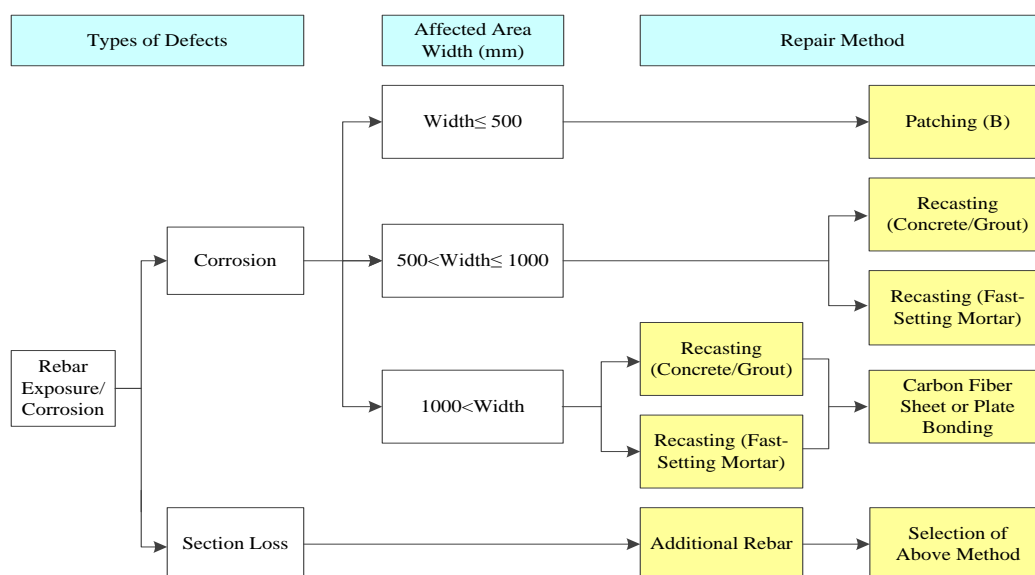 Types of Defects
Affected Area
Width (mm)
Repair Method
Width≤ 500
Patching (B)
Recasting
(Concrete/Grout)
Corrosion
500<Width≤ 1000
Recasting (Fast-
Setting Mortar)
Rebar
Exposure/
Corrosion
1000<Width
Recasting
(Concrete/Grout)
Recasting (Fast-
Setting Mortar)
Carbon Fiber
Sheet or Plate
Bonding
Section Loss
Additional Rebar
Selection of
Above Method